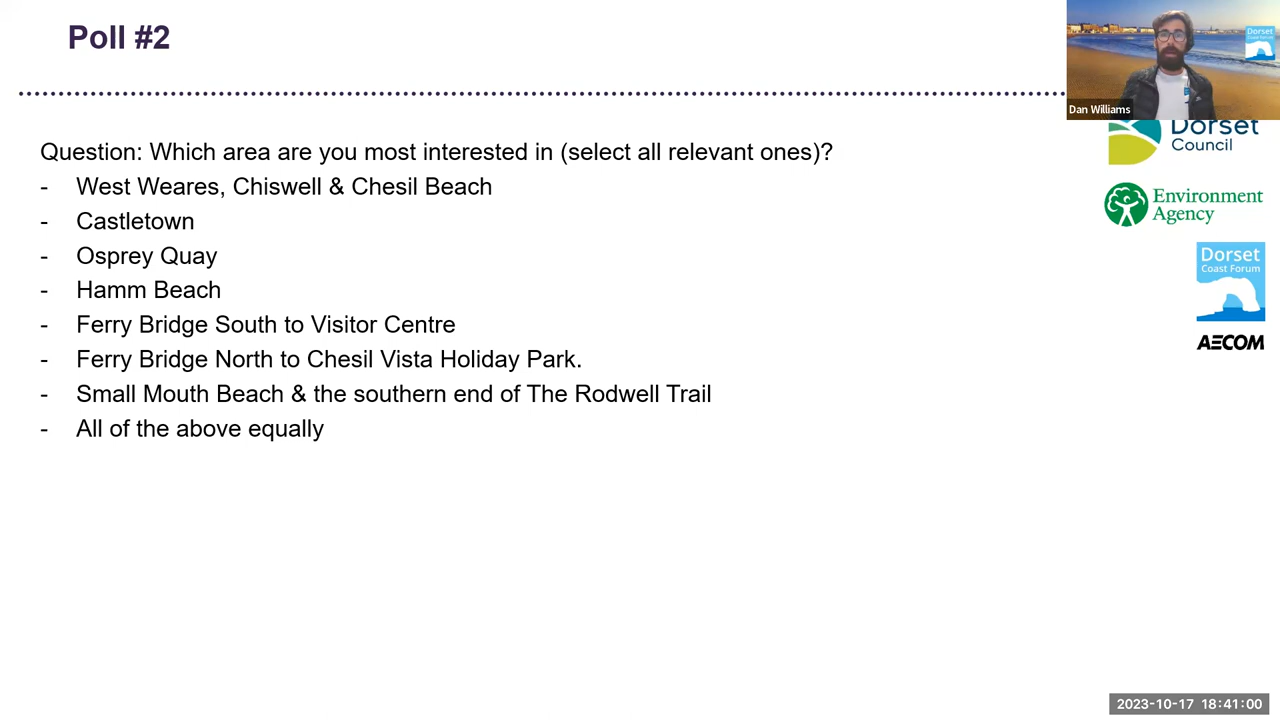 Poll #2
Dorset
Dan Williams
Question: Which area are you most interested in (select all relevant ones)?
- West Weares, Chiswell & Chesil Beach
- Castletown
- Osprey Quay
- Hamm Beach
- Ferry Bridge South to Visitor Centre
- Ferry Bridge North to Chesil Vista Holiday Park.
- Small Mouth Beach & the southern end of The Rodwell Trail
- All of the above equally
Dorset
Council
Environment
Agency
Dorset
Coast Forum
AECOM
2023-10-17 18:41:00